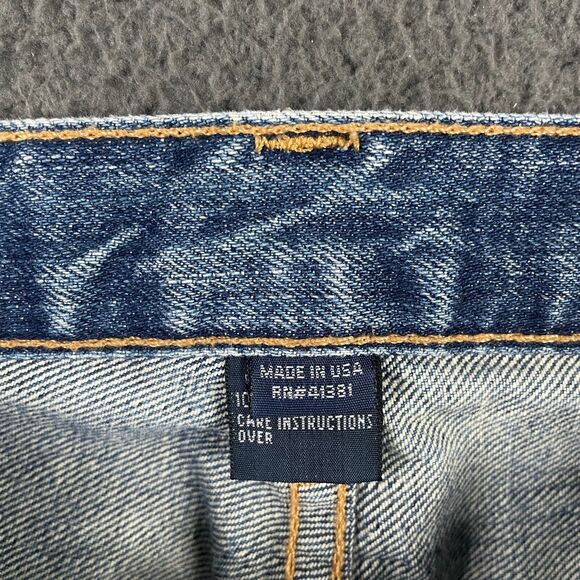 MADE IN USA
RN#41381
10
CARE INSTRUCTIONS
OVER